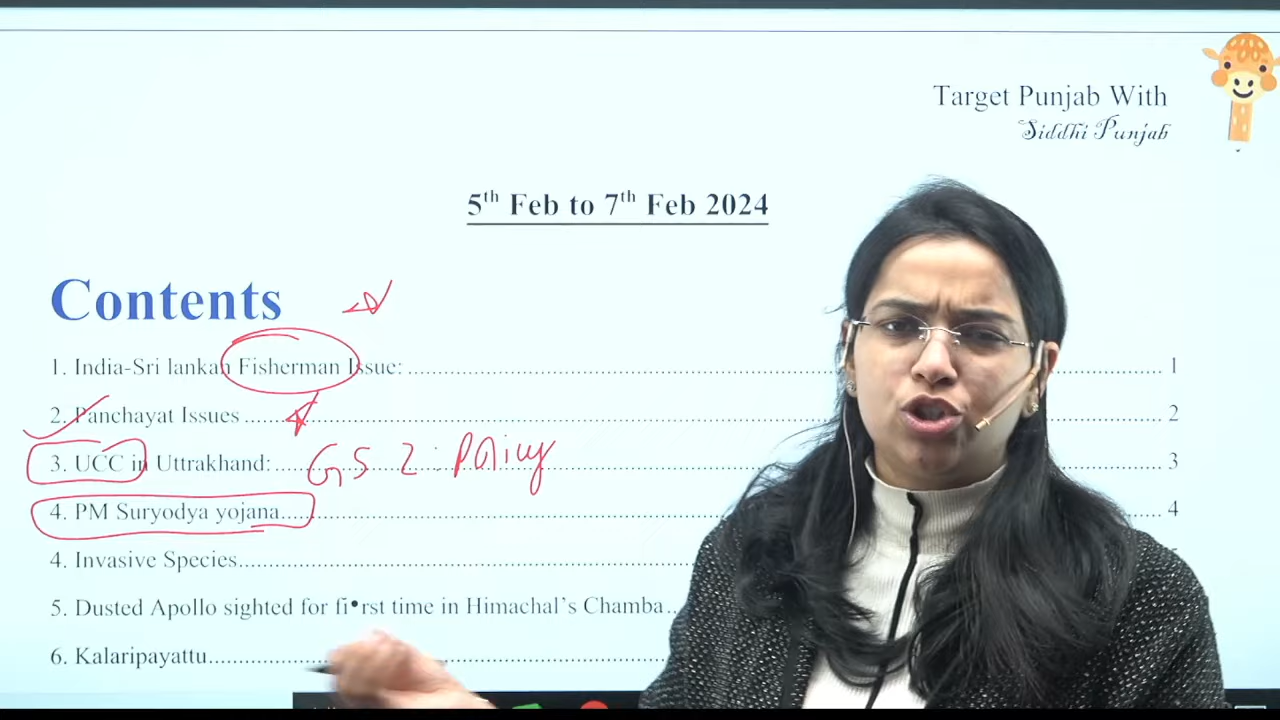 Target Punjab With
Siddhi Punjab
5th Feb to 7th Feb 2024
Contents
1. India-Sri lankan Fisherman Issue: 1
2. Panchayat Issues 2
3. UCC in Uttrakhand: 3
GS 2: Policy
4. PM Suryodya yojana 4
4. Invasive Species
5. Dusted Apollo sighted for fi•rst time in Himachal’s Chamba
6. Kalaripayattu